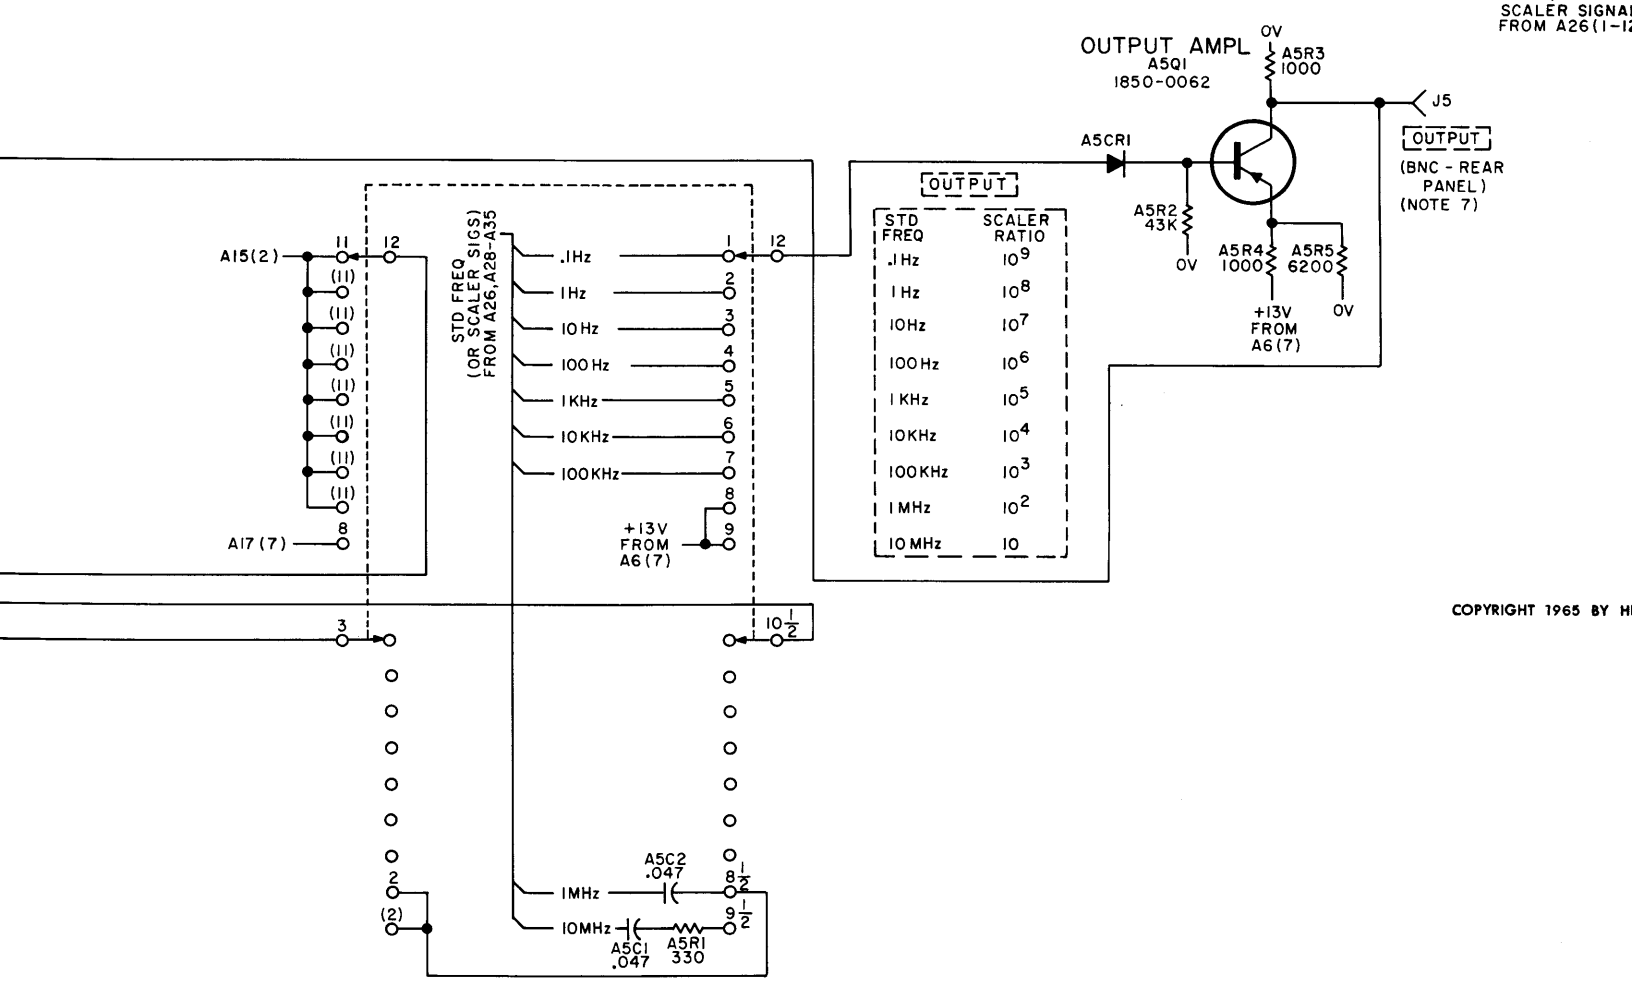 SCALER SIGNAL
FROM A26(1-12
OUTPUT AMPL
A5Q1
1850-0062
0V
A5R3
1000
J5
OUTPUT
(BNC - REAR
PANEL)
(NOTE 7)
A5CR1
A5R2
43K
0V
A5R4
1000
A5R5
6200
+13V
FROM
A6(7)
0V
OUTPUT
STD FREQ SCALER RATIO
.1Hz 10⁹
1Hz 10⁸
10Hz 10⁷
100Hz 10⁶
1KHz 10⁵
10KHz 10⁴
100KHz 10³
1MHz 10²
10MHz 10
STD FREQ
(OR SCALER SIGS)
FROM A26,A28-A35
A15(2) 11 12
(11)
(11)
(11)
(11)
(11)
(11)
(11)
A17(7) 8
.1Hz 1 12
1Hz 2
10Hz 3
100Hz 4
1KHz 5
10KHz 6
100KHz 7
8
9
+13V
FROM
A6(7)
3
10 1/2
2
(2)
1MHz
A5C2
.047
8 1/2
10MHz
A5C1
.047
A5R1
330
9 1/2
COPYRIGHT 1965 BY